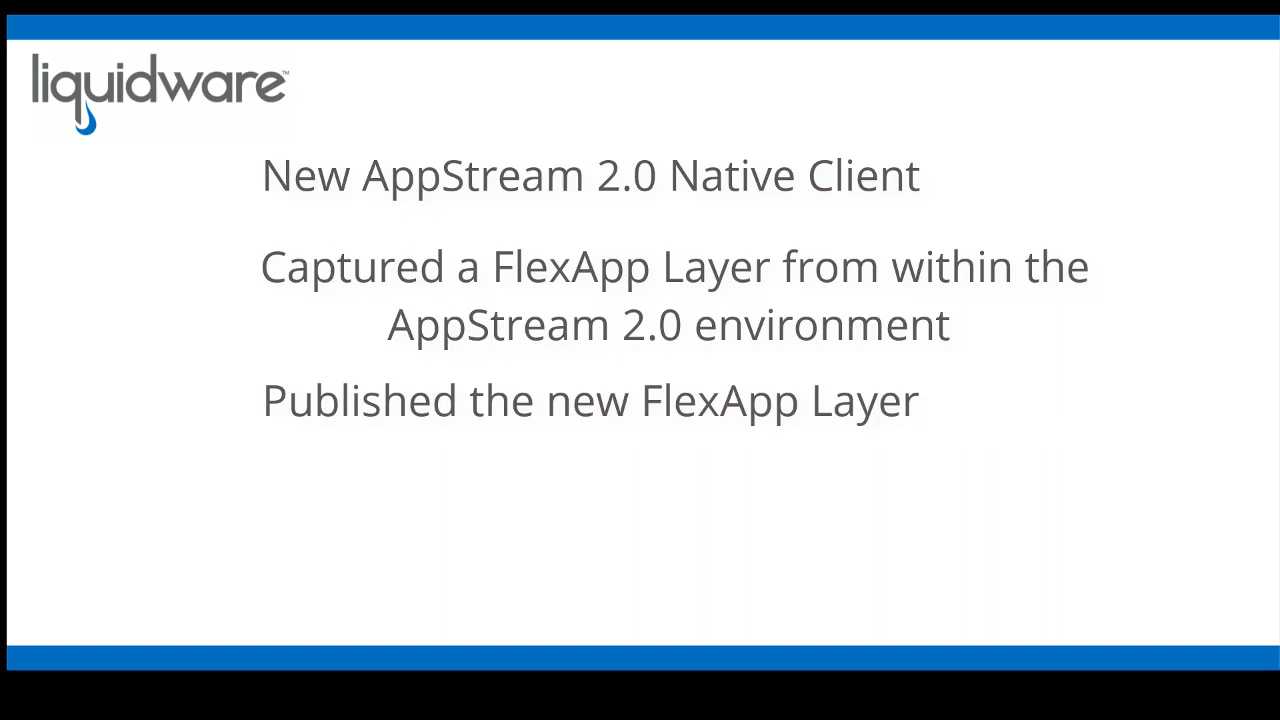 liquidware™
New AppStream 2.0 Native Client
Captured a FlexApp Layer from within the
AppStream 2.0 environment
Published the new FlexApp Layer